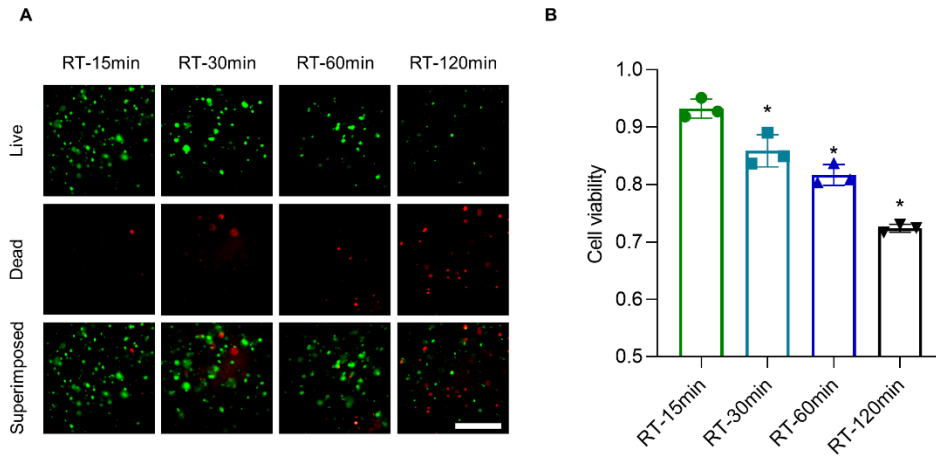 A
RT-15min RT-30min RT-60min RT-120min
Live
Dead
Superimposed
B
Cell viability
1.0
0.9
0.8
0.7
0.6
0.5
*
*
*
RT-15min
RT-30min
RT-60min
RT-120min